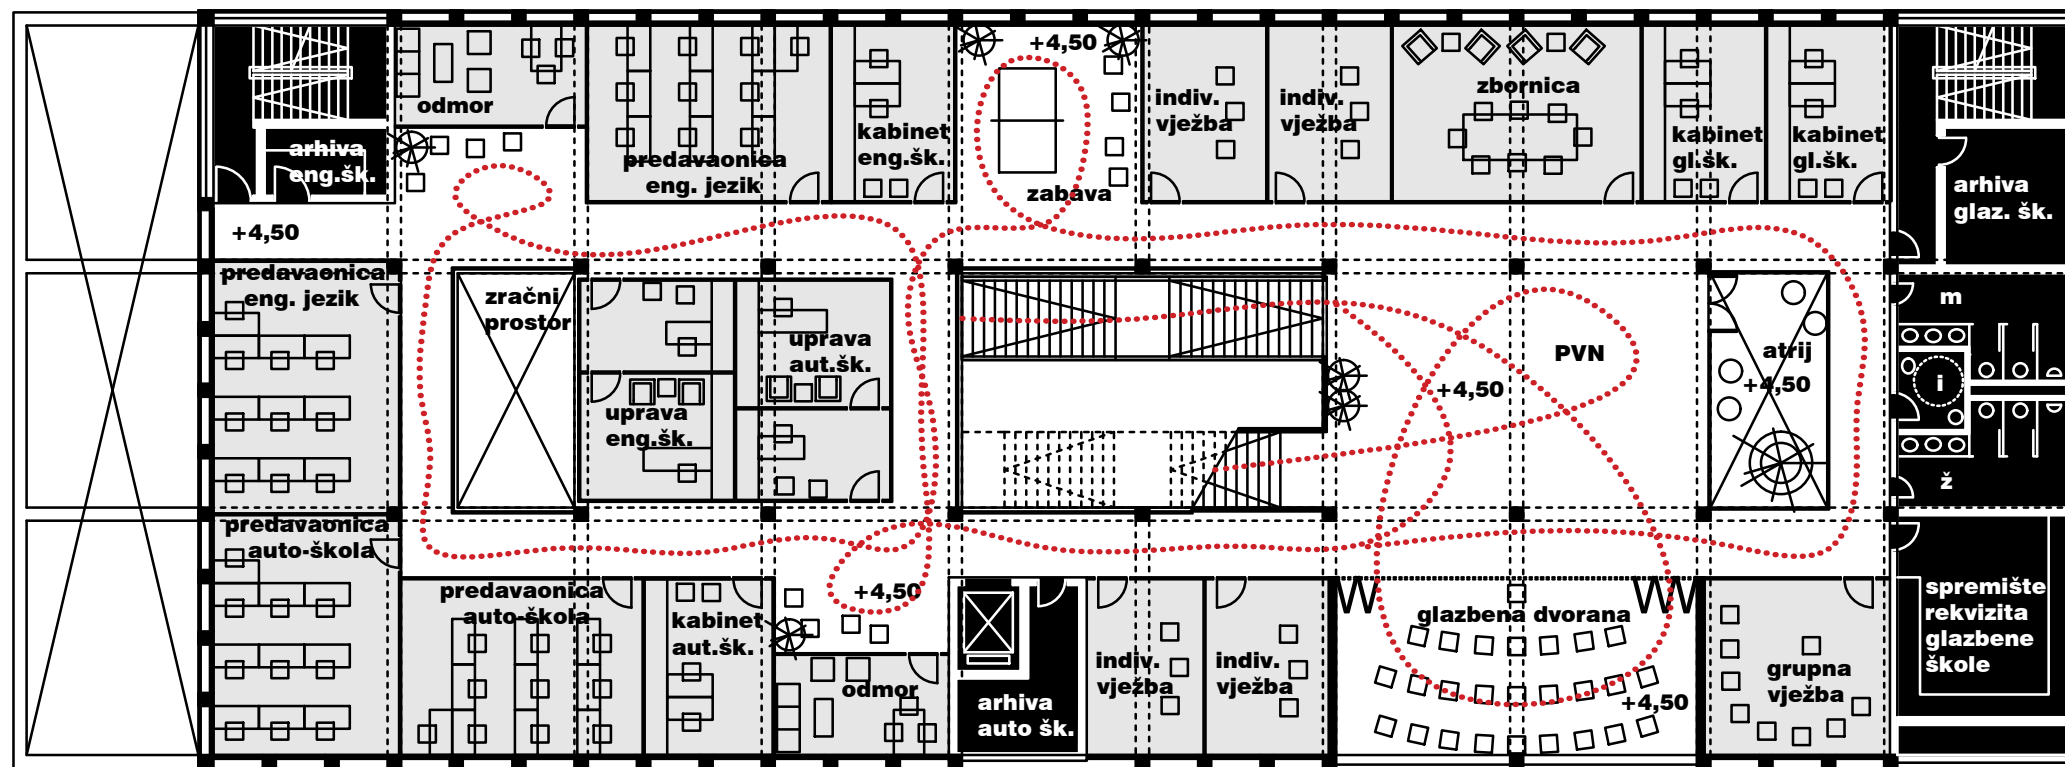 odmor
+4,50
indiv.
vježba
indiv.
vježba
zbornica
arhiva
eng.šk.
predavaonica
eng. jezik
kabinet
eng.šk.
zabava
kabinet
gl.šk.
kabinet
gl.šk.
arhiva
glaz. šk.
+4,50
predavaonica
eng. jezik
zračni
prostor
uprava
aut.šk.
uprava
eng.šk.
PVN
+4,50
atrij
+4,50
m
i
ž
predavaonica
auto-škola
predavaonica
auto-škola
kabinet
aut.šk.
+4,50
odmor
arhiva
auto šk.
indiv.
vježba
indiv.
vježba
glazbena dvorana
+4,50
grupna
vježba
spremište
rekvizita
glazbene
škole